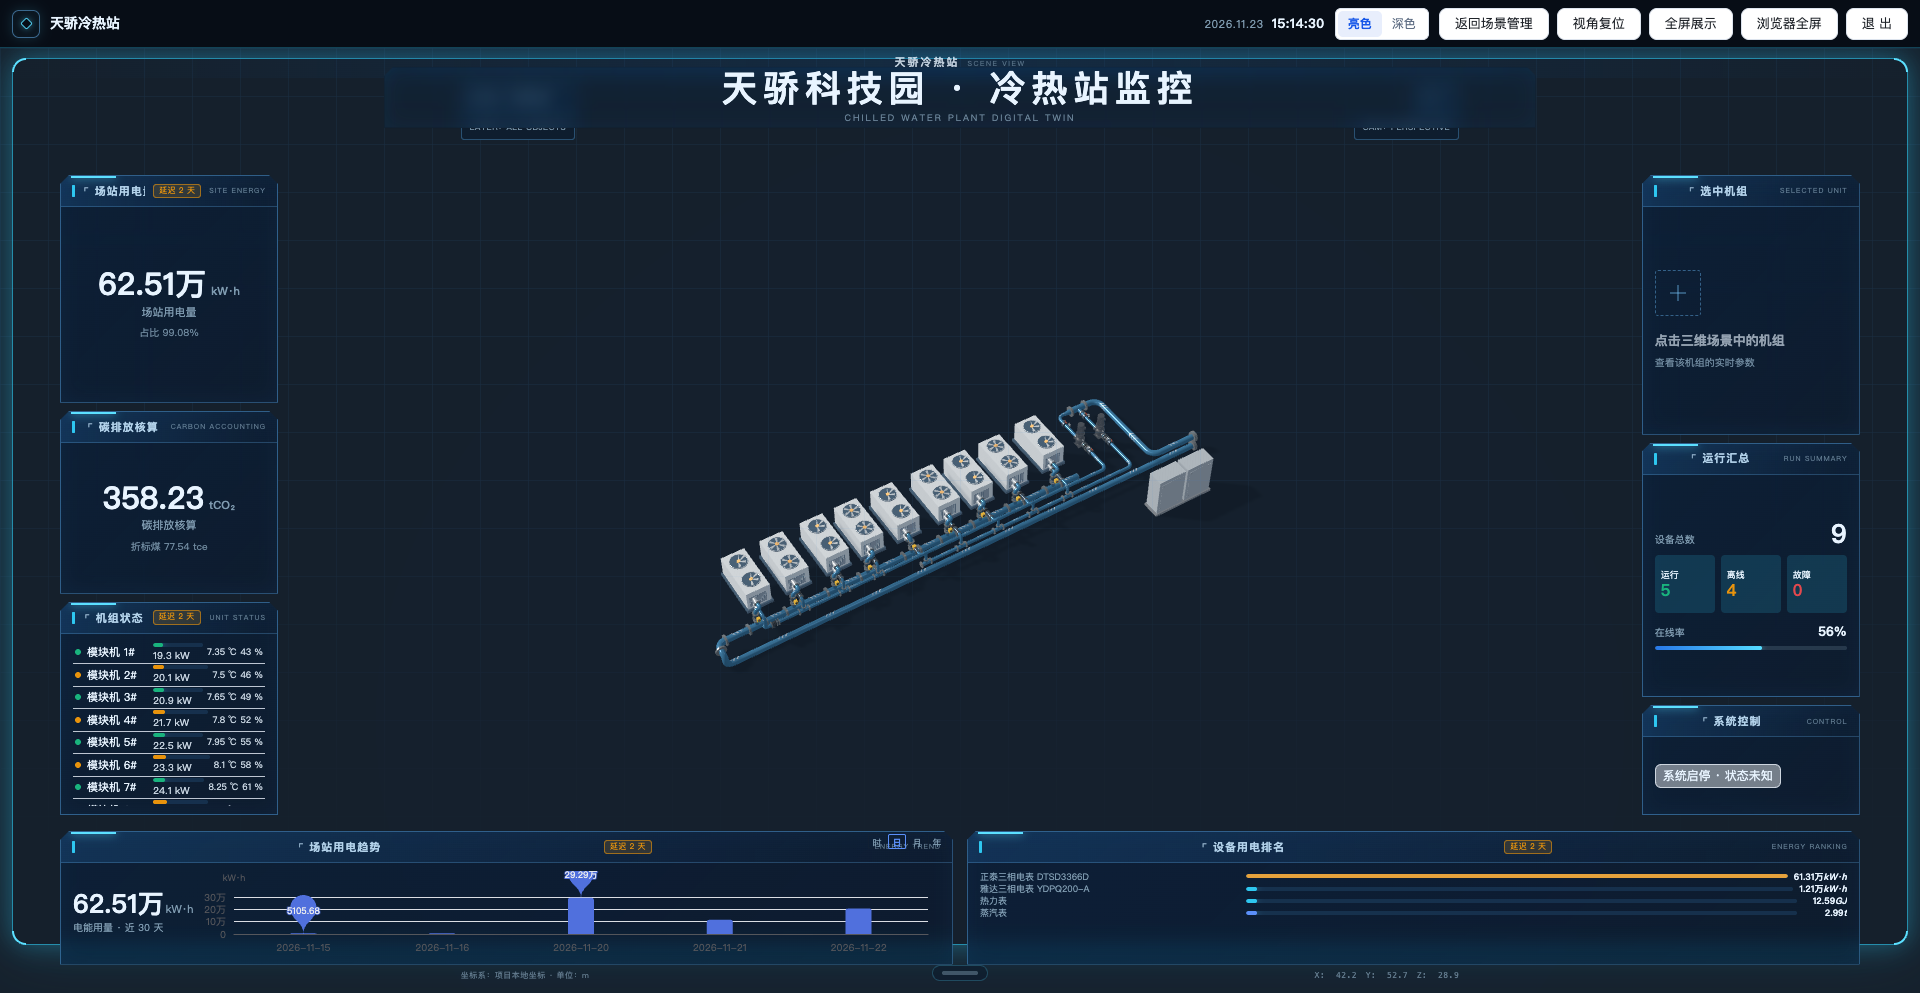 天骄冷热站
2026.11.23 15:14:30 亮色 深色 返回场景管理 视角复位 全屏展示 浏览器全屏 退 出
天骄冷热站 SCENE VIEW
天骄科技园 · 冷热站监控
CHILLED WATER PLANT DIGITAL TWIN
LAYER: ALL OBJECTS
CAM: PERSPECTIVE
「 场站用电 延迟 2 天 SITE ENERGY
62.51万 kW·h
场站用电量
占比 99.08%
「 碳排放核算 CARBON ACCOUNTING
358.23 tCO₂
碳排放核算
折标煤 77.54 tce
「 机组状态 延迟 2 天 UNIT STATUS
模块机 1# 19.3 kW 7.35 ℃ 43 %
模块机 2# 20.1 kW 7.5 ℃ 46 %
模块机 3# 20.9 kW 7.65 ℃ 49 %
模块机 4# 21.7 kW 7.8 ℃ 52 %
模块机 5# 22.5 kW 7.95 ℃ 55 %
模块机 6# 23.3 kW 8.1 ℃ 58 %
模块机 7# 24.1 kW 8.25 ℃ 61 %
「 选中机组 SELECTED UNIT
点击三维场景中的机组
查看该机组的实时参数
「 运行汇总 RUN SUMMARY
设备总数 9
运行 离线 故障
5 4 0
在线率 56%
「 系统控制 CONTROL
系统启停 · 状态未知
「 场站用电趋势 延迟 2 天 时 日 月 年 ENERGY TREND
62.51万 kW·h
电能用量 · 近 30 天
kW·h
30万
20万
10万
0
5105.68
29.29万
2026-11-15 2026-11-16 2026-11-20 2026-11-21 2026-11-22
「 设备用电排名 延迟 2 天 ENERGY RANKING
正泰三相电表 DTSD3366D 61.31万kW·h
雅达三相电表 YDPQ200-A 1.21万kW·h
热力表 12.59GJ
蒸汽表 2.99t
坐标系: 项目本地坐标 · 单位: m
X: 42.2 Y: 52.7 Z: 28.9